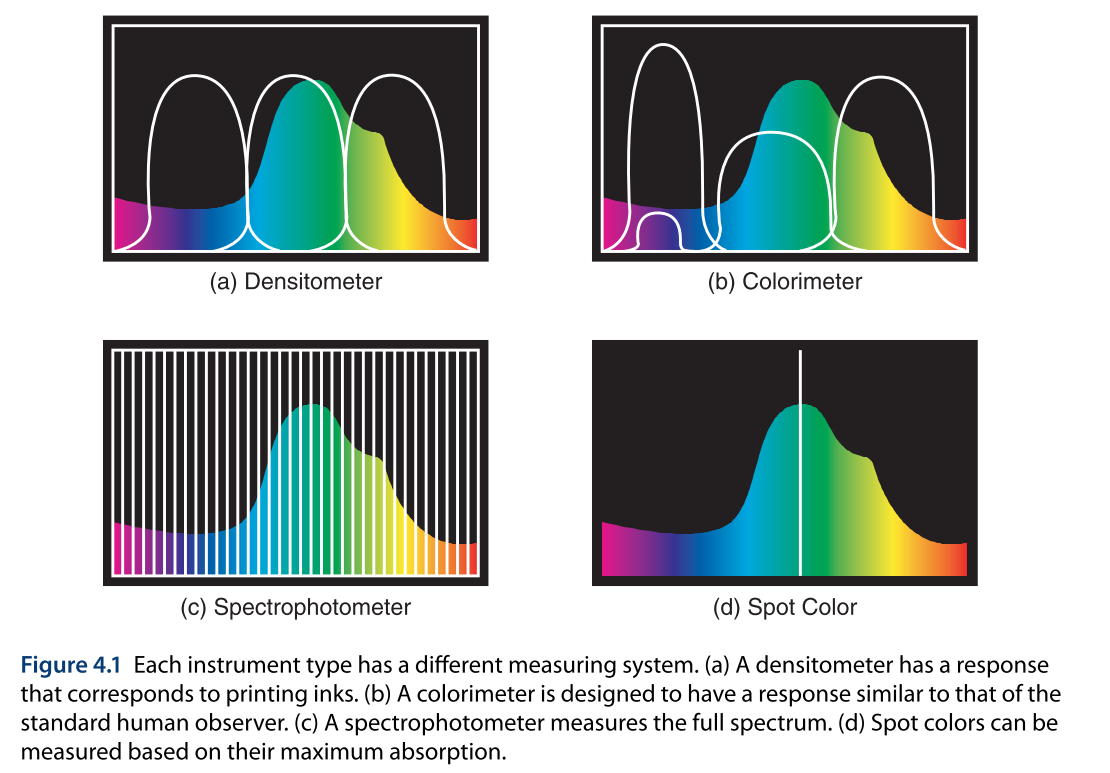 (a) Densitometer
(b) Colorimeter
(c) Spectrophotometer
(d) Spot Color
Figure 4.1 Each instrument type has a different measuring system. (a) A densitometer has a response
that corresponds to printing inks. (b) A colorimeter is designed to have a response similar to that of the
standard human observer. (c) A spectrophotometer measures the full spectrum. (d) Spot colors can be
measured based on their maximum absorption.